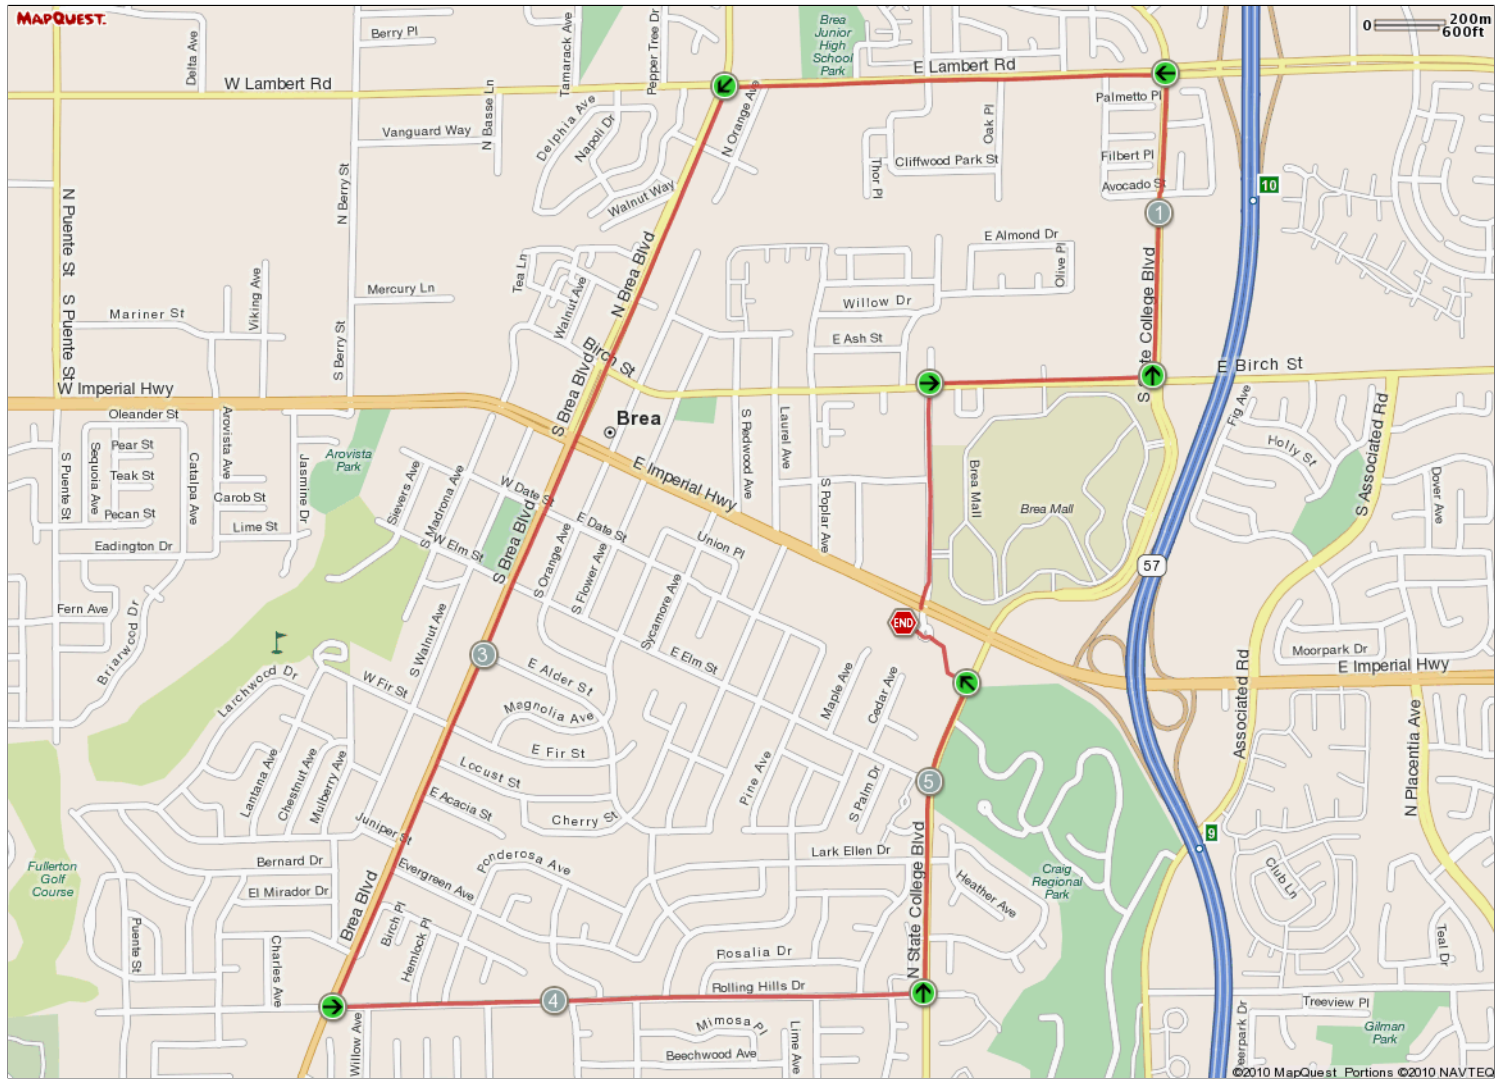 MAPQUEST.
0 200m
600ft
Delta Ave
Berry Pl
Tamarack Ave
Pepper Tree Dr
Brea
Junior
High
School
Park
E Lambert Rd
W Lambert Rd
N Basse Ln
Palmetto Pl
Vanguard Way
Delphia Ave
Napoli Dr
N Orange Ave
Oak Pl
Cliffwood Park St
Thor Pl
Filbert Pl
Avocado St
10
N Puente St
N Berry St
Walnut Way
1
E Almond Dr
Olive Pl
N Brea Blvd
Tea Ln
Walnut Ave
Viking Ave
Mercury Ln
Willow Dr
Mariner St
S Puente St
S Berry St
E Ash St
Birch St
E Birch St
W Imperial Hwy
S Brea Blvd
Brea
Oleander St
Arovista Ave
Pear St
Sequoia Ave
Teak St
Catalpa Ave
Carob St
Pecan St
Lime St
Eadington Dr
S Puente St
Jasmine Dr
Arovista
Park
Sievers Ave
S Madrona Ave
W Elm St
W Date St
S Brea Blvd
E Imperial Hwy
S Redwood Ave
Laurel Ave
S Poplar Ave
Brea Mall
Brea Mall
Fig Ave
Holly St
S Associated Rd
Dover Ave
E Date St
Union Pl
S Orange Ave
S Flower Ave
Sycamore Ave
57
END
Fern Ave
Briarwood Dr
S Walnut Ave
3
E Elm St
E Alder St
Magnolia Ave
E Fir St
W Fir St
Larchwood Dr
Maple Ave
Cedar Ave
Moorpark Dr
E Imperial Hwy
Associated Rd
N Placentia Ave
Lantana Ave
Chestnut Ave
Mulberry Ave
Locust St
E Acacia St
Cherry St
Pine Ave
S Palm Dr
5
Juniper St
9
Bernard Dr
El Mirador Dr
Fullerton
Golf
Course
Brea Blvd
Evergreen Ave
Ponderosa Ave
Lark Ellen Dr
N State College Blvd
Heather Ave
Craig
Regional
Park
Club Ln
Puente St
Charles Ave
Birch Pl
Hemlock Pl
Rosalia Dr
Rolling Hills Dr
4
Teal Dr
Treeview Pl
Willow Ave
Mimosa Pl
Beechwood Ave
Lime Ave
Gilman
Park
©2010 MapQuest Portions ©2010 NAVTEQ